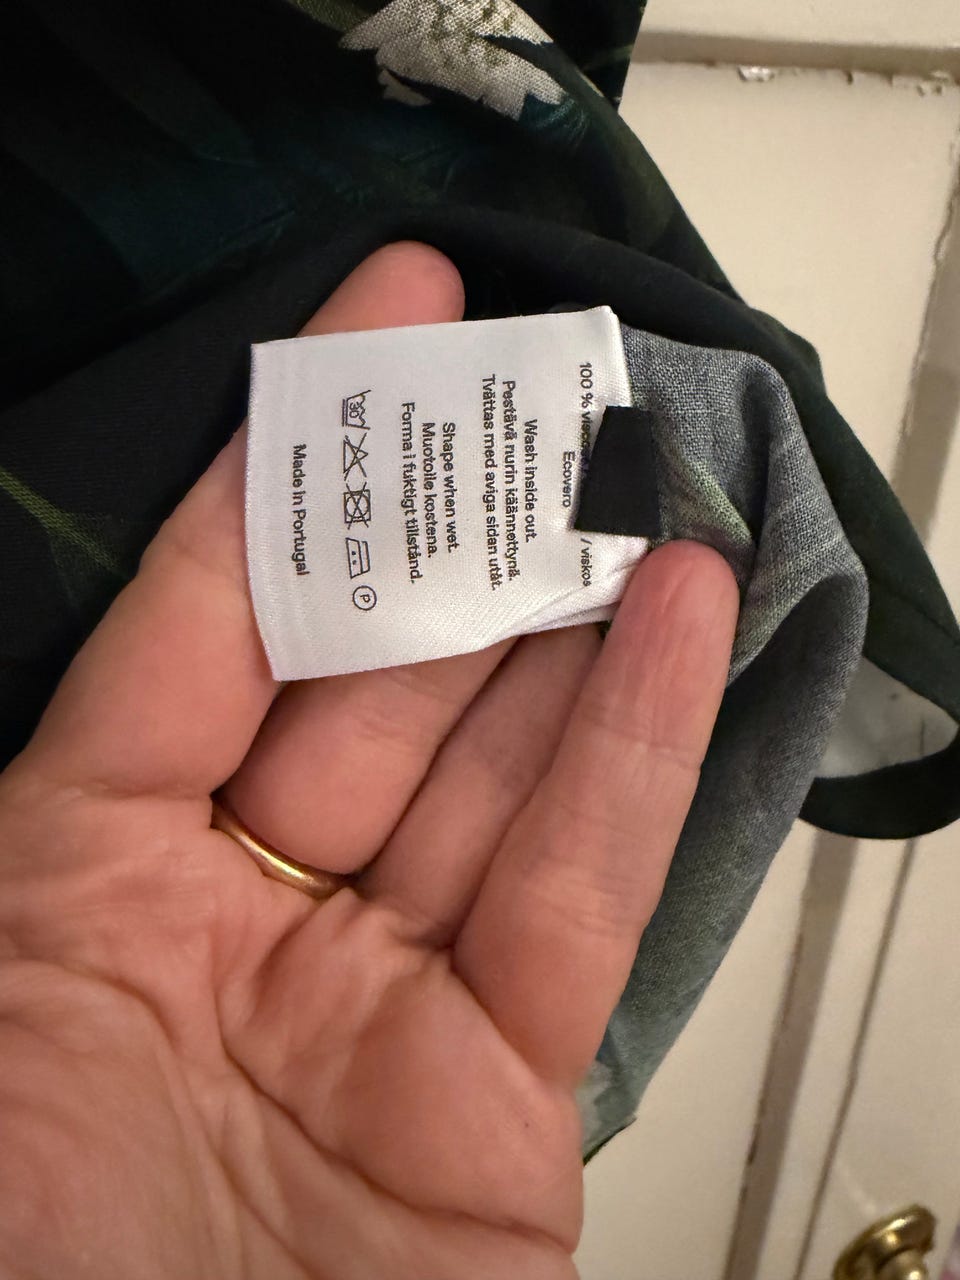 100 % / viskos
Ecovero
Wash inside out.
Pestävä nurin käännettynä.
Tvättas med aviga sidan utåt.
Shape when wet.
Muotoile kosteana.
Forma i fuktigt tillstånd.
30 P
Made in Portugal